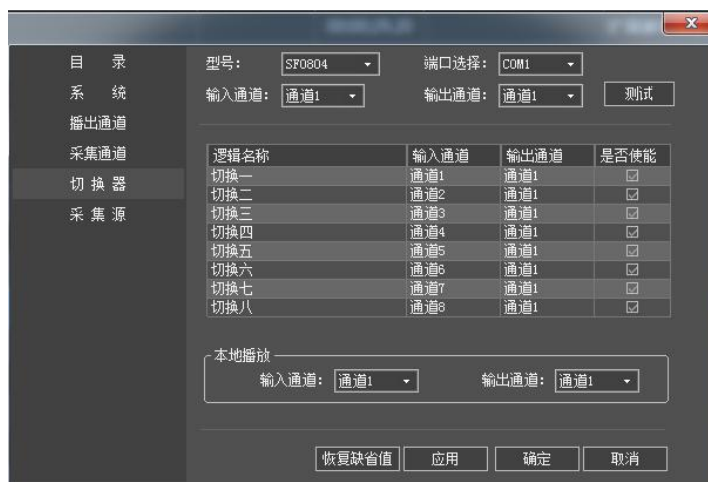 目 录
系 统
播出通道
采集通道
切 换 器
采 集 源
型号: SF0804 端口选择: COM1
输入通道: 通道1 输出通道: 通道1 测试
逻辑名称 输入通道 输出通道 是否使能
切换一 通道1 通道1
切换二 通道2 通道1
切换三 通道3 通道1
切换四 通道4 通道1
切换五 通道5 通道1
切换六 通道6 通道1
切换七 通道7 通道1
切换八 通道8 通道1
本地播放
输入通道: 通道1 输出通道: 通道1
恢复缺省值 应用 确定 取消